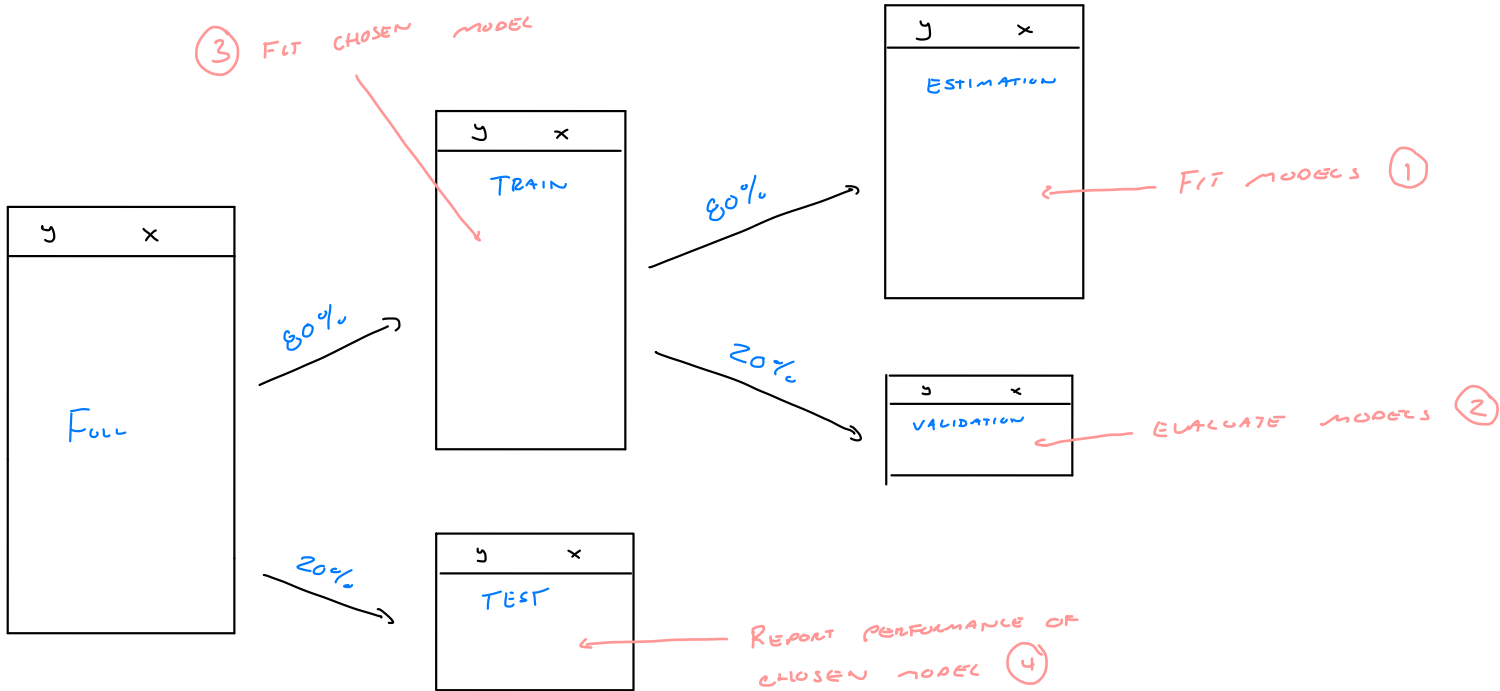 ③ FIT CHOSEN MODEL
y x
ESTIMATION
FIT MODELS ①
y x
TRAIN
80%
y x
FULL
80%
20%
y x
VALIDATION
EVALUATE MODELS ②
20%
y x
TEST
REPORT PERFORMANCE OF
CHOSEN MODEL ④